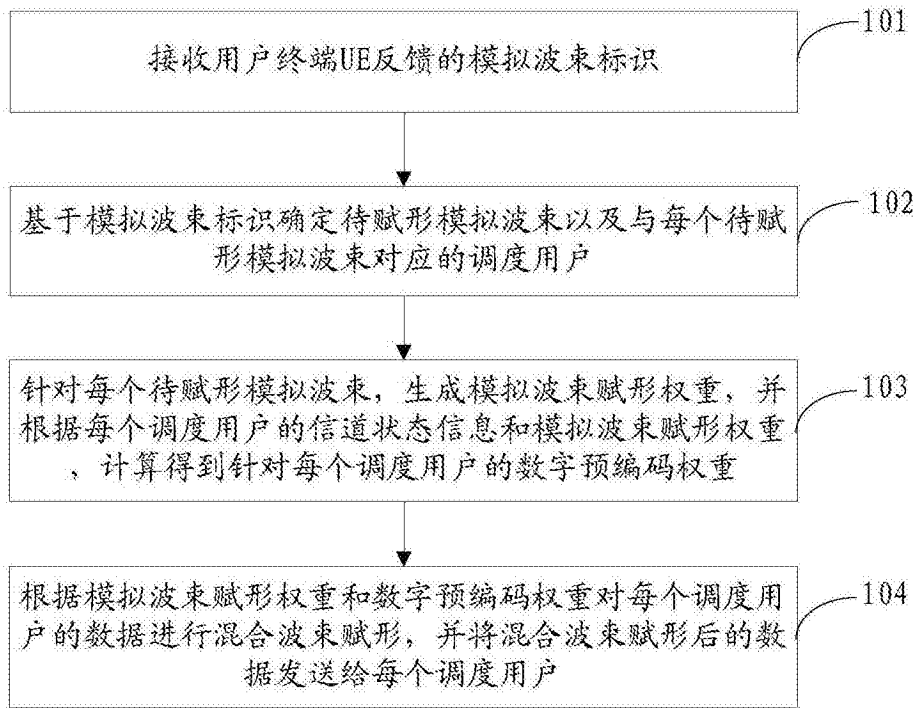 101
接收用户终端UE反馈的模拟波束标识
102
基于模拟波束标识确定待赋形模拟波束以及与每个待赋
形模拟波束对应的调度用户
103
针对每个待赋形模拟波束，生成模拟波束赋形权重，并
根据每个调度用户的信道状态信息和模拟波束赋形权重
，计算得到针对每个调度用户的数字预编码权重
104
根据模拟波束赋形权重和数字预编码权重对每个调度用
户的数据进行混合波束赋形，并将混合波束赋形后的数
据发送给每个调度用户